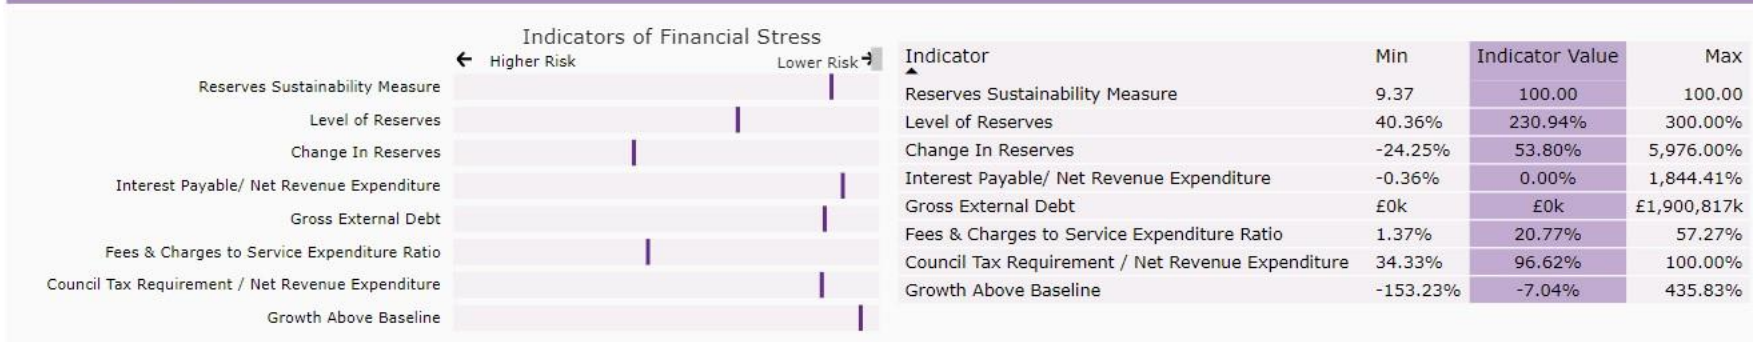 Indicators of Financial Stress
← Higher Risk Lower Risk →
Reserves Sustainability Measure
Level of Reserves
Change In Reserves
Interest Payable/ Net Revenue Expenditure
Gross External Debt
Fees & Charges to Service Expenditure Ratio
Council Tax Requirement / Net Revenue Expenditure
Growth Above Baseline
Indicator Min Indicator Value Max
Reserves Sustainability Measure 9.37 100.00 100.00
Level of Reserves 40.36% 230.94% 300.00%
Change In Reserves -24.25% 53.80% 5,976.00%
Interest Payable/ Net Revenue Expenditure -0.36% 0.00% 1,844.41%
Gross External Debt £0k £0k £1,900,817k
Fees & Charges to Service Expenditure Ratio 1.37% 20.77% 57.27%
Council Tax Requirement / Net Revenue Expenditure 34.33% 96.62% 100.00%
Growth Above Baseline -153.23% -7.04% 435.83%